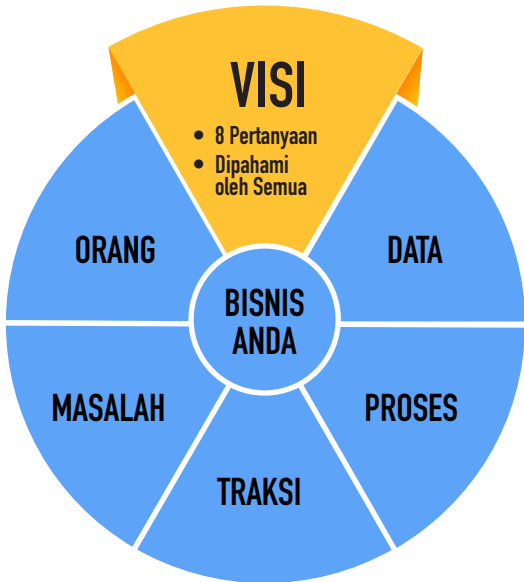 VISI
• 8 Pertanyaan
• Dipahami
oleh Semua
ORANG
DATA
BISNIS
ANDA
MASALAH
PROSES
TRAKSI